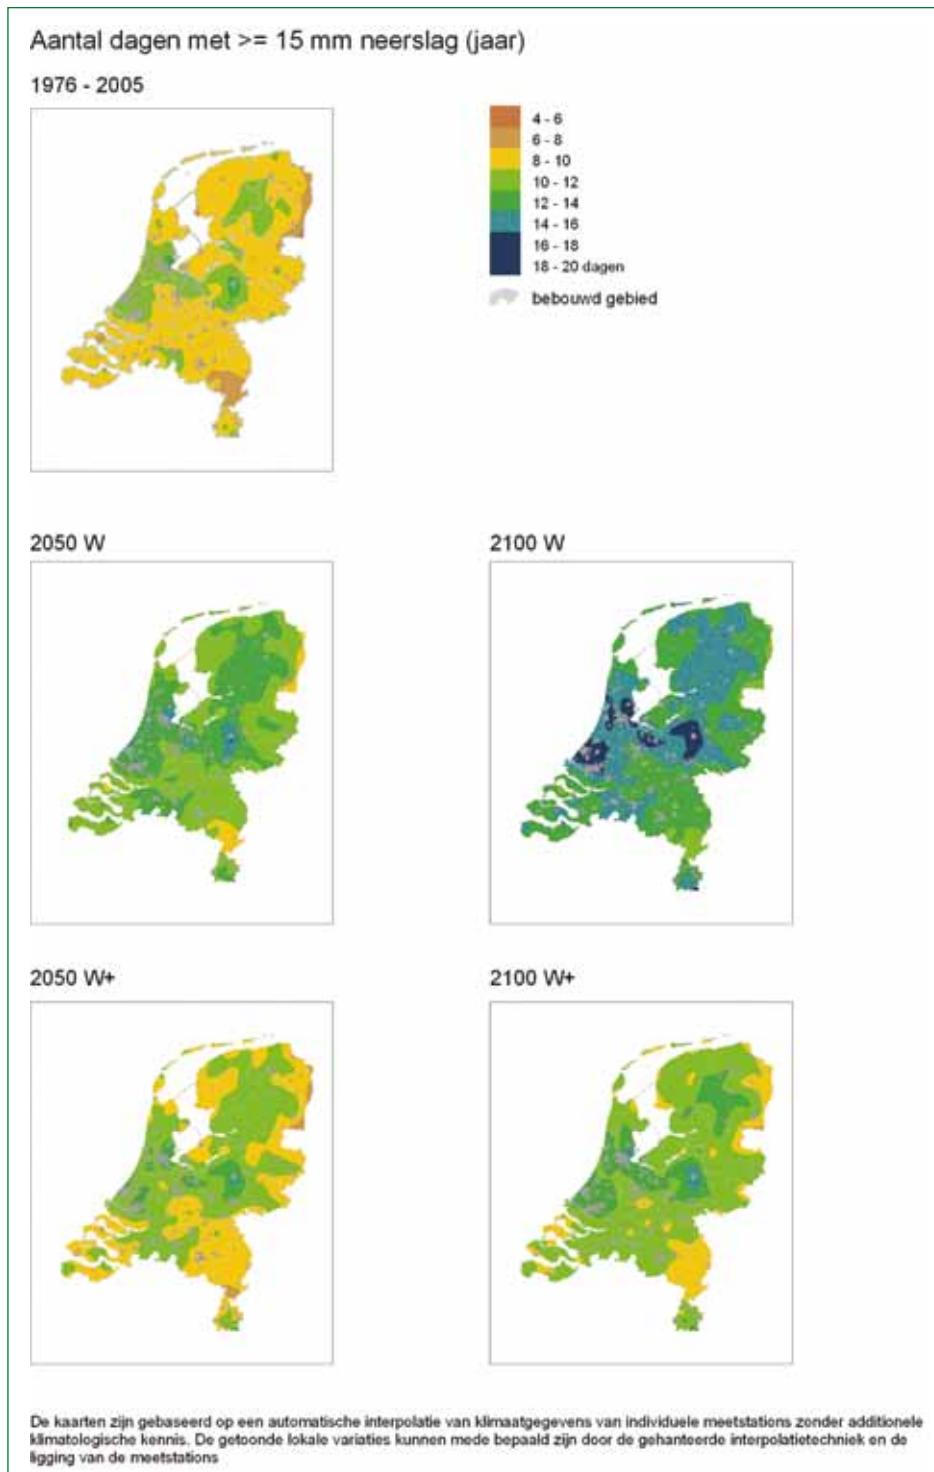 Aantal dagen met >= 15 mm neerslag (jaar)
1976 - 2005
4 - 6
6 - 8
8 - 10
10 - 12
12 - 14
14 - 16
16 - 18
18 - 20 dagen
bebouwd gebied
2050 W
2100 W
2050 W+
2100 W+
De kaarten zijn gebaseerd op een automatische interpolatie van klimaatgegevens van individuele meetstations zonder additionele
klimatologische kennis. De getoonde lokale variaties kunnen mede bepaald zijn door de gehanteerde interpolatietechniek en de
ligging van de meetstations